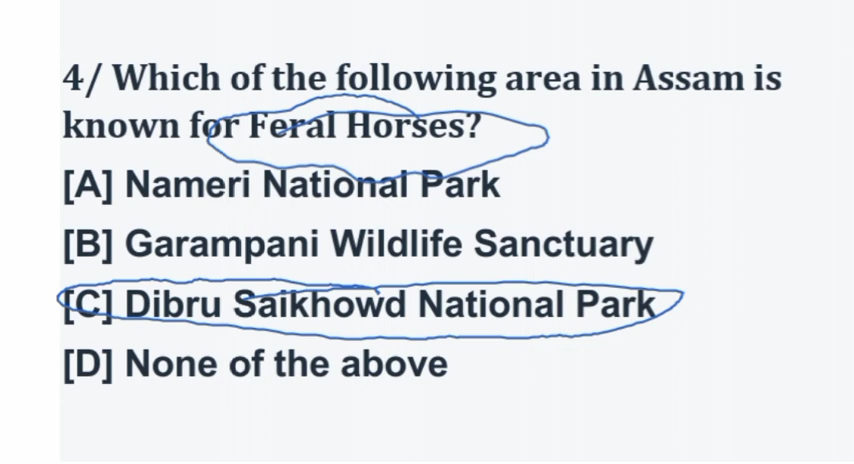 4/ Which of the following area in Assam is
known for Feral Horses?
[A] Nameri National Park
[B] Garampani Wildlife Sanctuary
[C] Dibru Saikhowd National Park
[D] None of the above